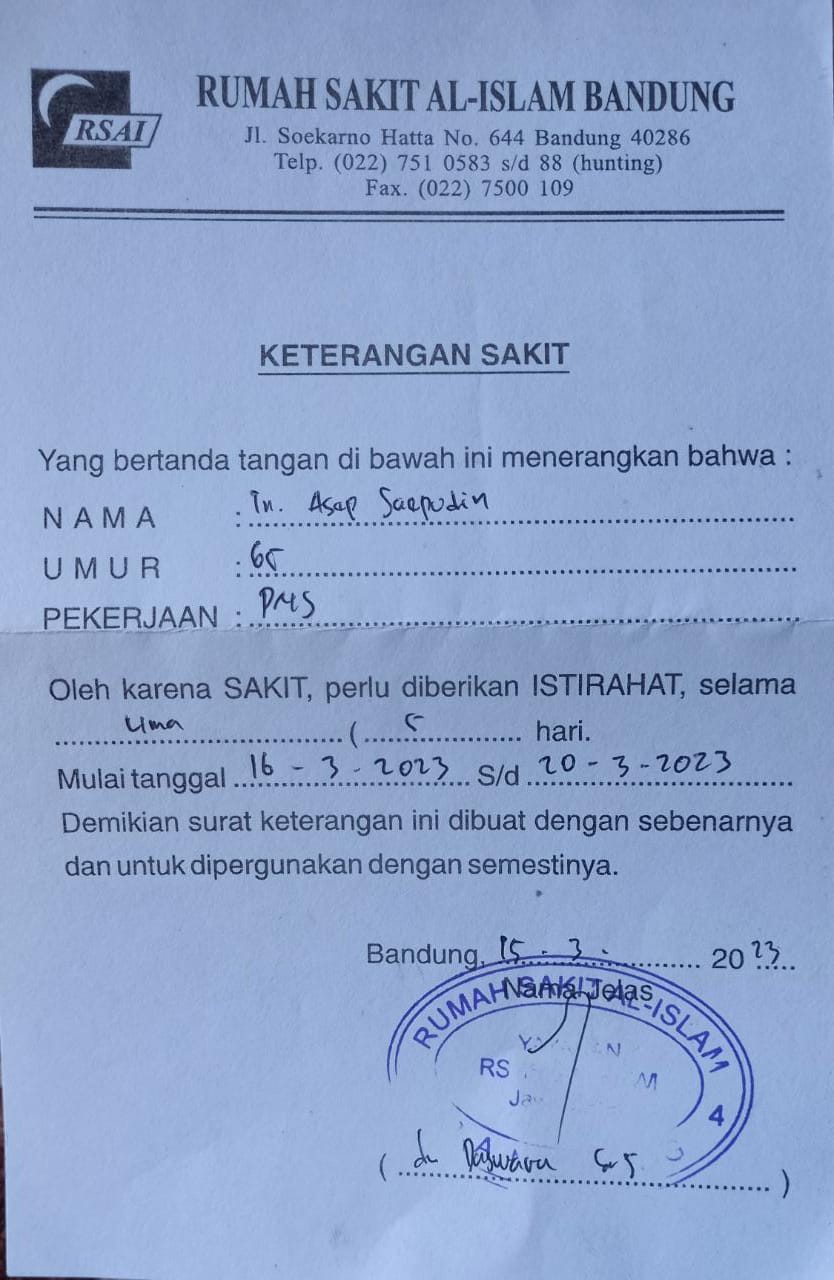 RSAI
RUMAH SAKIT AL-ISLAM BANDUNG
Jl. Soekarno Hatta No. 644 Bandung 40286
Telp. (022) 751 0583 s/d 88 (hunting)
Fax. (022) 7500 109
KETERANGAN SAKIT
Yang bertanda tangan di bawah ini menerangkan bahwa :
NAMA : Tn. Asep Saepudin
UMUR : 65
PEKERJAAN : PNS
Oleh karena SAKIT, perlu diberikan ISTIRAHAT, selama
lima ( 5 hari.
Mulai tanggal 16 - 3 - 2023 S/d 20 - 3 - 2023
Demikian surat keterangan ini dibuat dengan sebenarnya
dan untuk dipergunakan dengan semestinya.
Bandung, 15 - 3 - 2023
Nama Jelas
RUMAH SAKIT AL-ISLAM
RS
4
( dr )